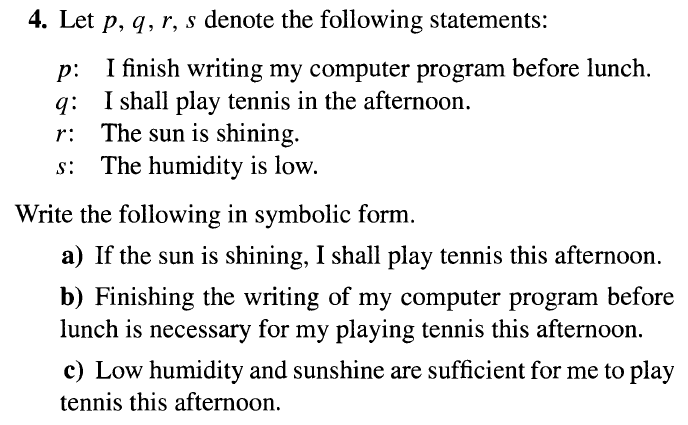 4. Let p, q, r, s denote the following statements:
p: I finish writing my computer program before lunch.
q: I shall play tennis in the afternoon.
r: The sun is shining.
s: The humidity is low.
Write the following in symbolic form.
a) If the sun is shining, I shall play tennis this afternoon.
b) Finishing the writing of my computer program before
lunch is necessary for my playing tennis this afternoon.
c) Low humidity and sunshine are sufficient for me to play
tennis this afternoon.